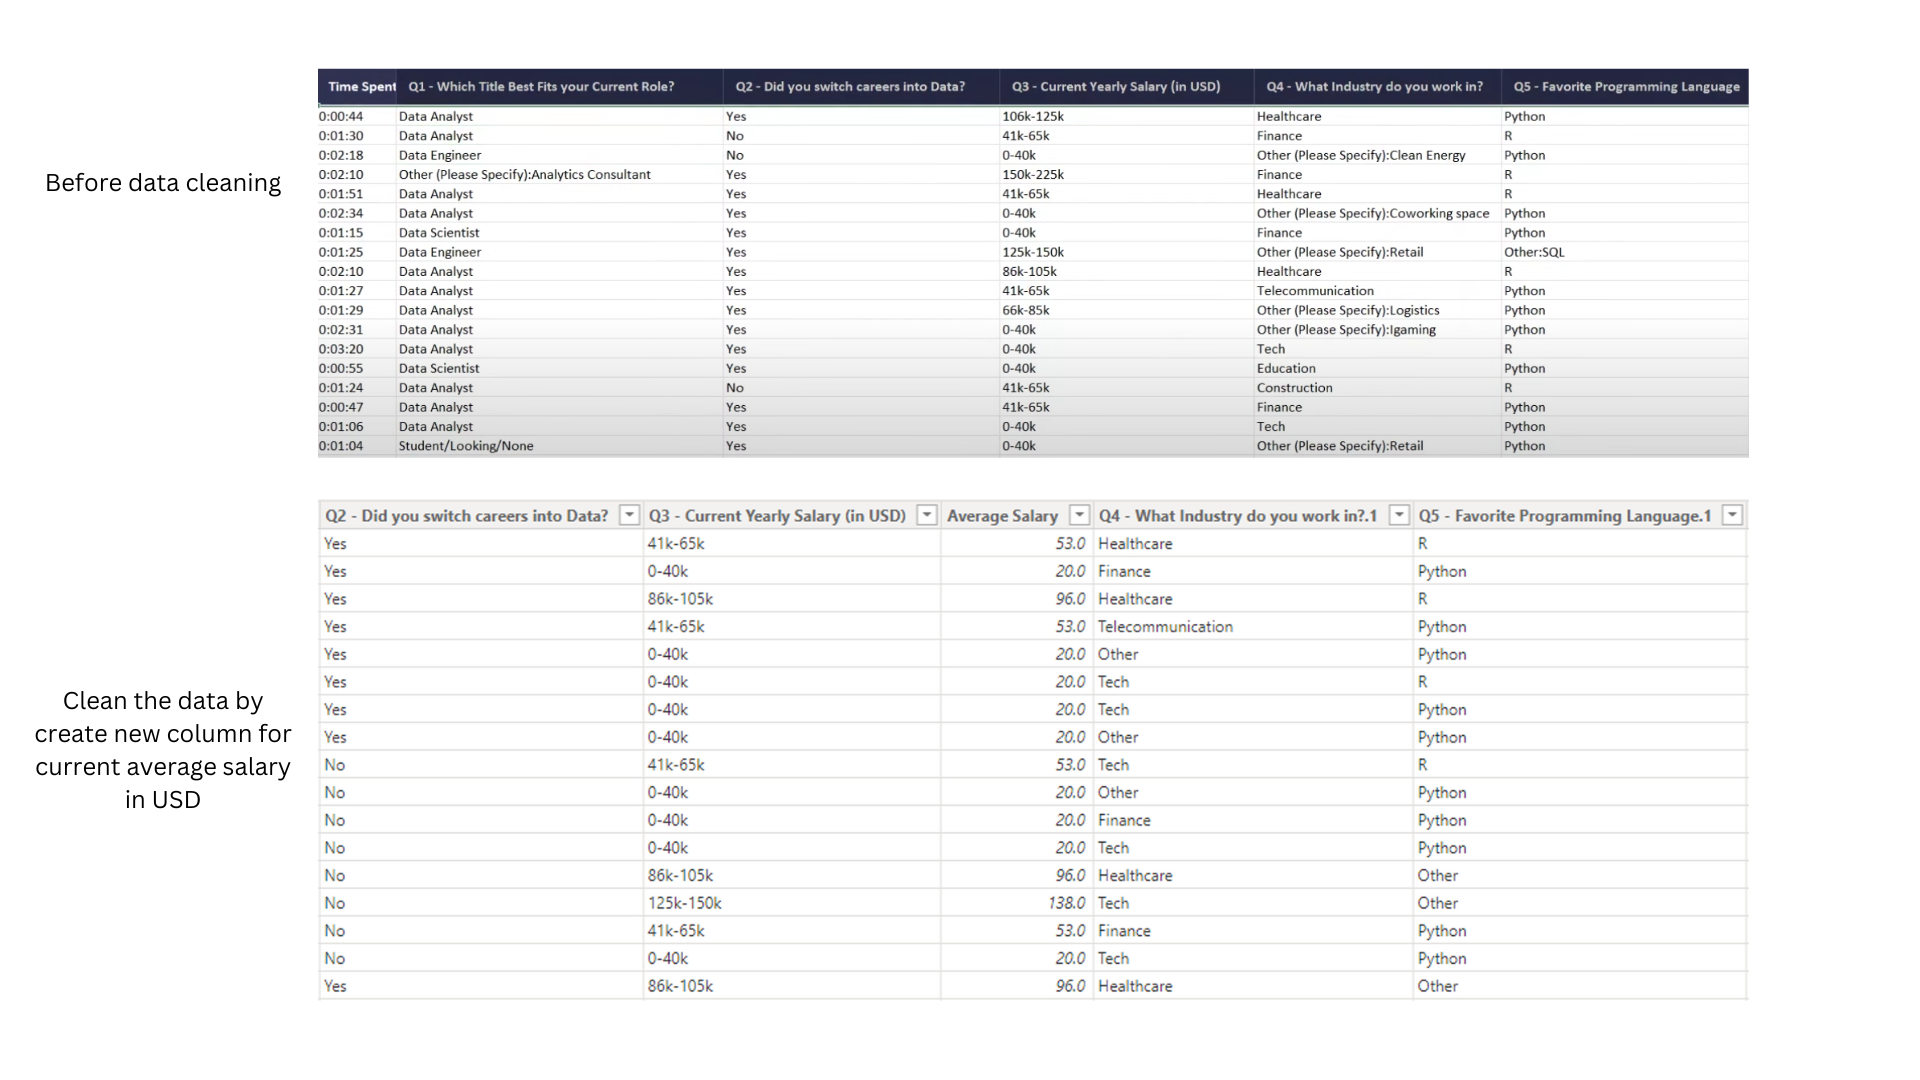 Time Spent Q1 - Which Title Best Fits your Current Role? Q2 - Did you switch careers into Data? Q3 - Current Yearly Salary (in USD) Q4 - What Industry do you work in? Q5 - Favorite Programming Language
0:00:44 Data Analyst Yes 106k-125k Healthcare Python
0:01:30 Data Analyst No 41k-65k Finance R
0:02:18 Data Engineer No 0-40k Other (Please Specify):Clean Energy Python
0:02:10 Other (Please Specify):Analytics Consultant Yes 150k-225k Finance R
Before data cleaning
0:01:51 Data Analyst Yes 41k-65k Healthcare R
0:02:34 Data Analyst Yes 0-40k Other (Please Specify):Coworking space Python
0:01:15 Data Scientist Yes 0-40k Finance Python
0:01:25 Data Engineer Yes 125k-150k Other (Please Specify):Retail Other:SQL
0:02:10 Data Analyst Yes 86k-105k Healthcare R
0:01:27 Data Analyst Yes 41k-65k Telecommunication Python
0:01:29 Data Analyst Yes 66k-85k Other (Please Specify):Logistics Python
0:02:31 Data Analyst Yes 0-40k Other (Please Specify):Igaming Python
0:03:20 Data Analyst Yes 0-40k Tech R
0:00:55 Data Scientist Yes 0-40k Education Python
0:01:24 Data Analyst No 41k-65k Construction R
0:00:47 Data Analyst Yes 41k-65k Finance Python
0:01:06 Data Analyst Yes 0-40k Tech Python
0:01:04 Student/Looking/None Yes 0-40k Other (Please Specify):Retail Python
Q2 - Did you switch careers into Data? Q3 - Current Yearly Salary (in USD) Average Salary Q4 - What Industry do you work in?.1 Q5 - Favorite Programming Language.1
Yes 41k-65k 53.0 Healthcare R
Yes 0-40k 20.0 Finance Python
Yes 86k-105k 96.0 Healthcare R
Yes 41k-65k 53.0 Telecommunication Python
Yes 0-40k 20.0 Other Python
Yes 0-40k 20.0 Tech R
Yes 0-40k 20.0 Tech Python
Yes 0-40k 20.0 Other Python
No 41k-65k 53.0 Tech R
No 0-40k 20.0 Other Python
No 0-40k 20.0 Finance Python
No 0-40k 20.0 Tech Python
No 86k-105k 96.0 Healthcare Other
No 125k-150k 138.0 Tech Other
No 41k-65k 53.0 Finance Python
No 0-40k 20.0 Tech Python
Yes 86k-105k 96.0 Healthcare Other
Clean the data by
create new column for
current average salary
in USD